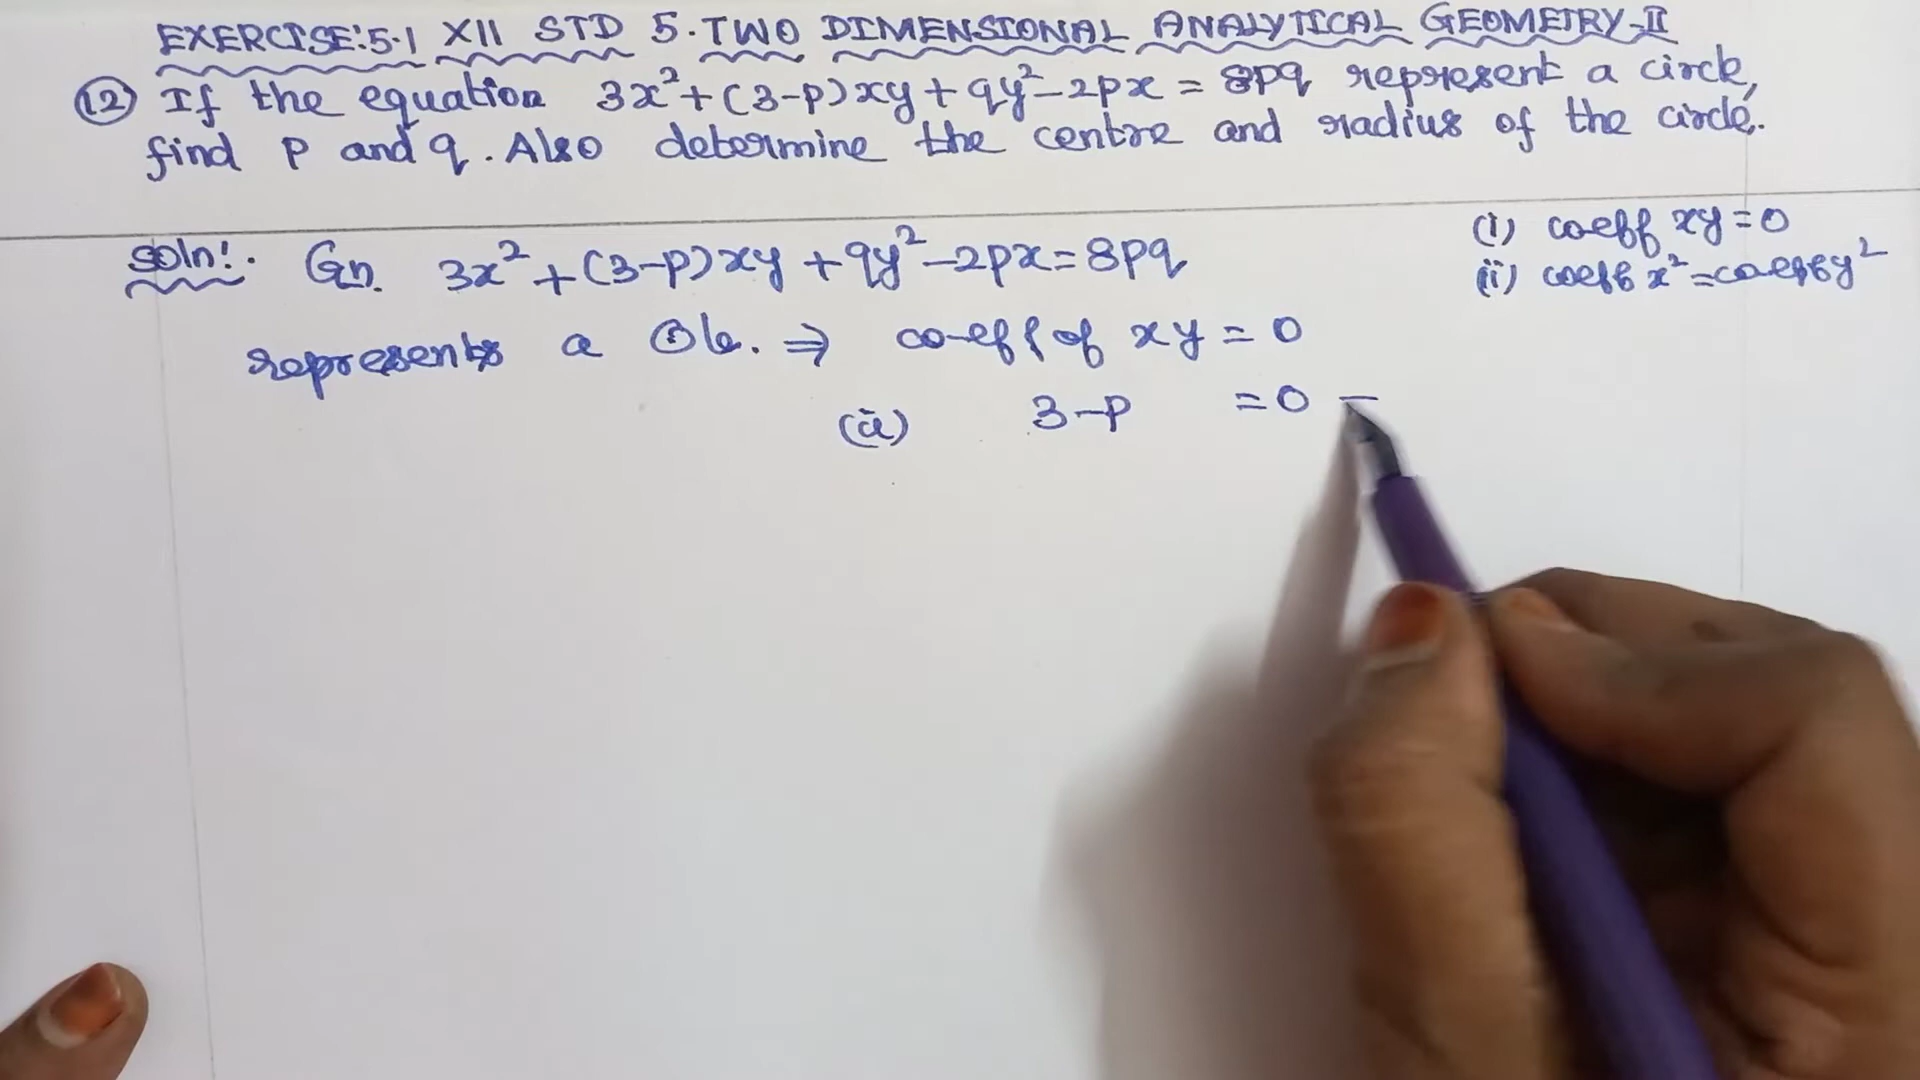 EXERCISE:5.1 XII STD 5. TWO DIMENSIONAL ANALYTICAL GEOMETRY-II
(12) If the equation 3x²+(3-p)xy+qy²-2px=8pq represent a circle,
find p and q. Also determine the centre and radius of the circle.
(i) coeff xy=0
(ii) coeff x²=coeff y²
Soln:. Gn. 3x²+(3-p)xy+qy²-2px=8pq
represents a ⊙le. ⇒ co-eff of xy=0
3-p =0